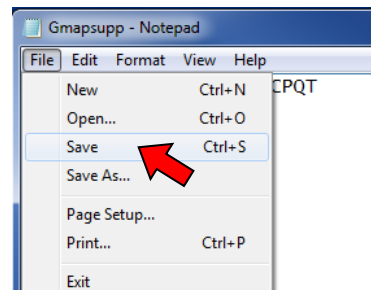 Gmapsupp - Notepad
File Edit Format View Help
New Ctrl+N CPQT
Open... Ctrl+O
Save Ctrl+S
Save As...
Page Setup...
Print... Ctrl+P
Exit